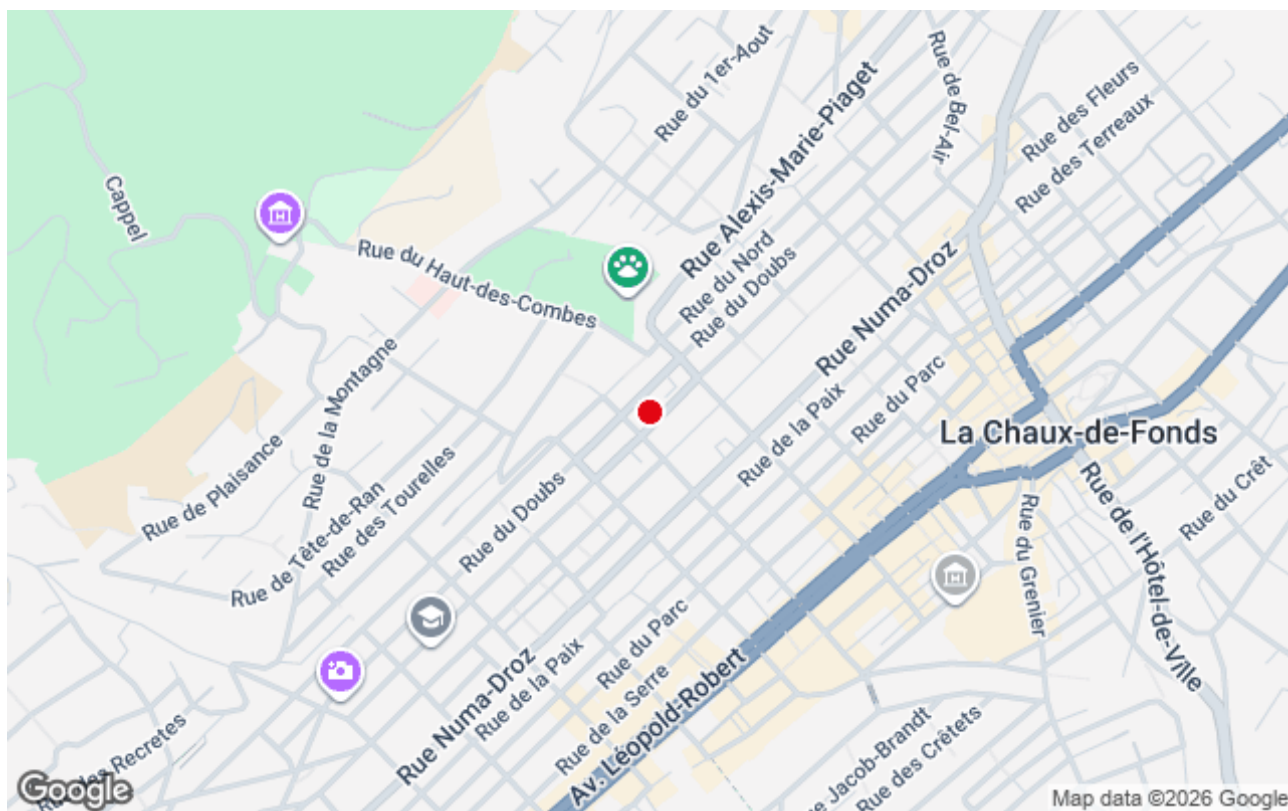 Rue du 1er-Aout
Rue de Bel-Air
Rue des Fleurs
Rue des Terreaux
Rue Alexis-Marie-Piaget
Cappel
Rue du Haut-des-Combes
Rue du Nord
Rue du Doubs
Rue Numa-Droz
Rue de la Montagne
Rue de la Paix
Rue du Parc
La Chaux-de-Fonds
Rue de Plaisance
Rue de Tête-de-Ran
Rue des Tourelles
Rue du Doubs
Rue du Crêt
Rue du Grenier
Rue de l'Hôtel-de-Ville
Rue Numa-Droz
Rue de la Paix
Rue du Parc
Rue de la Serre
Av. Léopold-Robert
Recretes
Jacob-Brandt
Rue des Crêtets
Google
Map data ©2026 Google